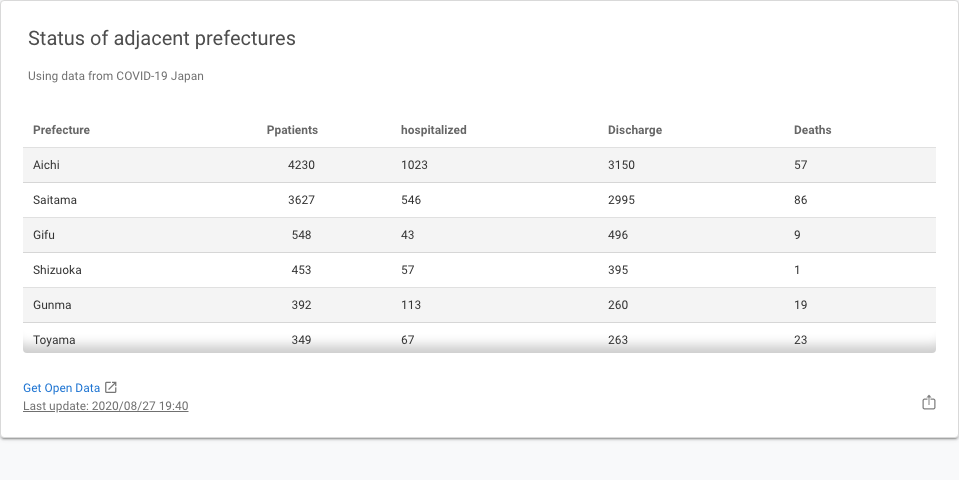 Status of adjacent prefectures
Using data from COVID-19 Japan
Prefecture Ppatients hospitalized Discharge Deaths
Aichi 4230 1023 3150 57
Saitama 3627 546 2995 86
Gifu 548 43 496 9
Shizuoka 453 57 395 1
Gunma 392 113 260 19
Toyama 349 67 263 23
Get Open Data
Last update: 2020/08/27 19:40